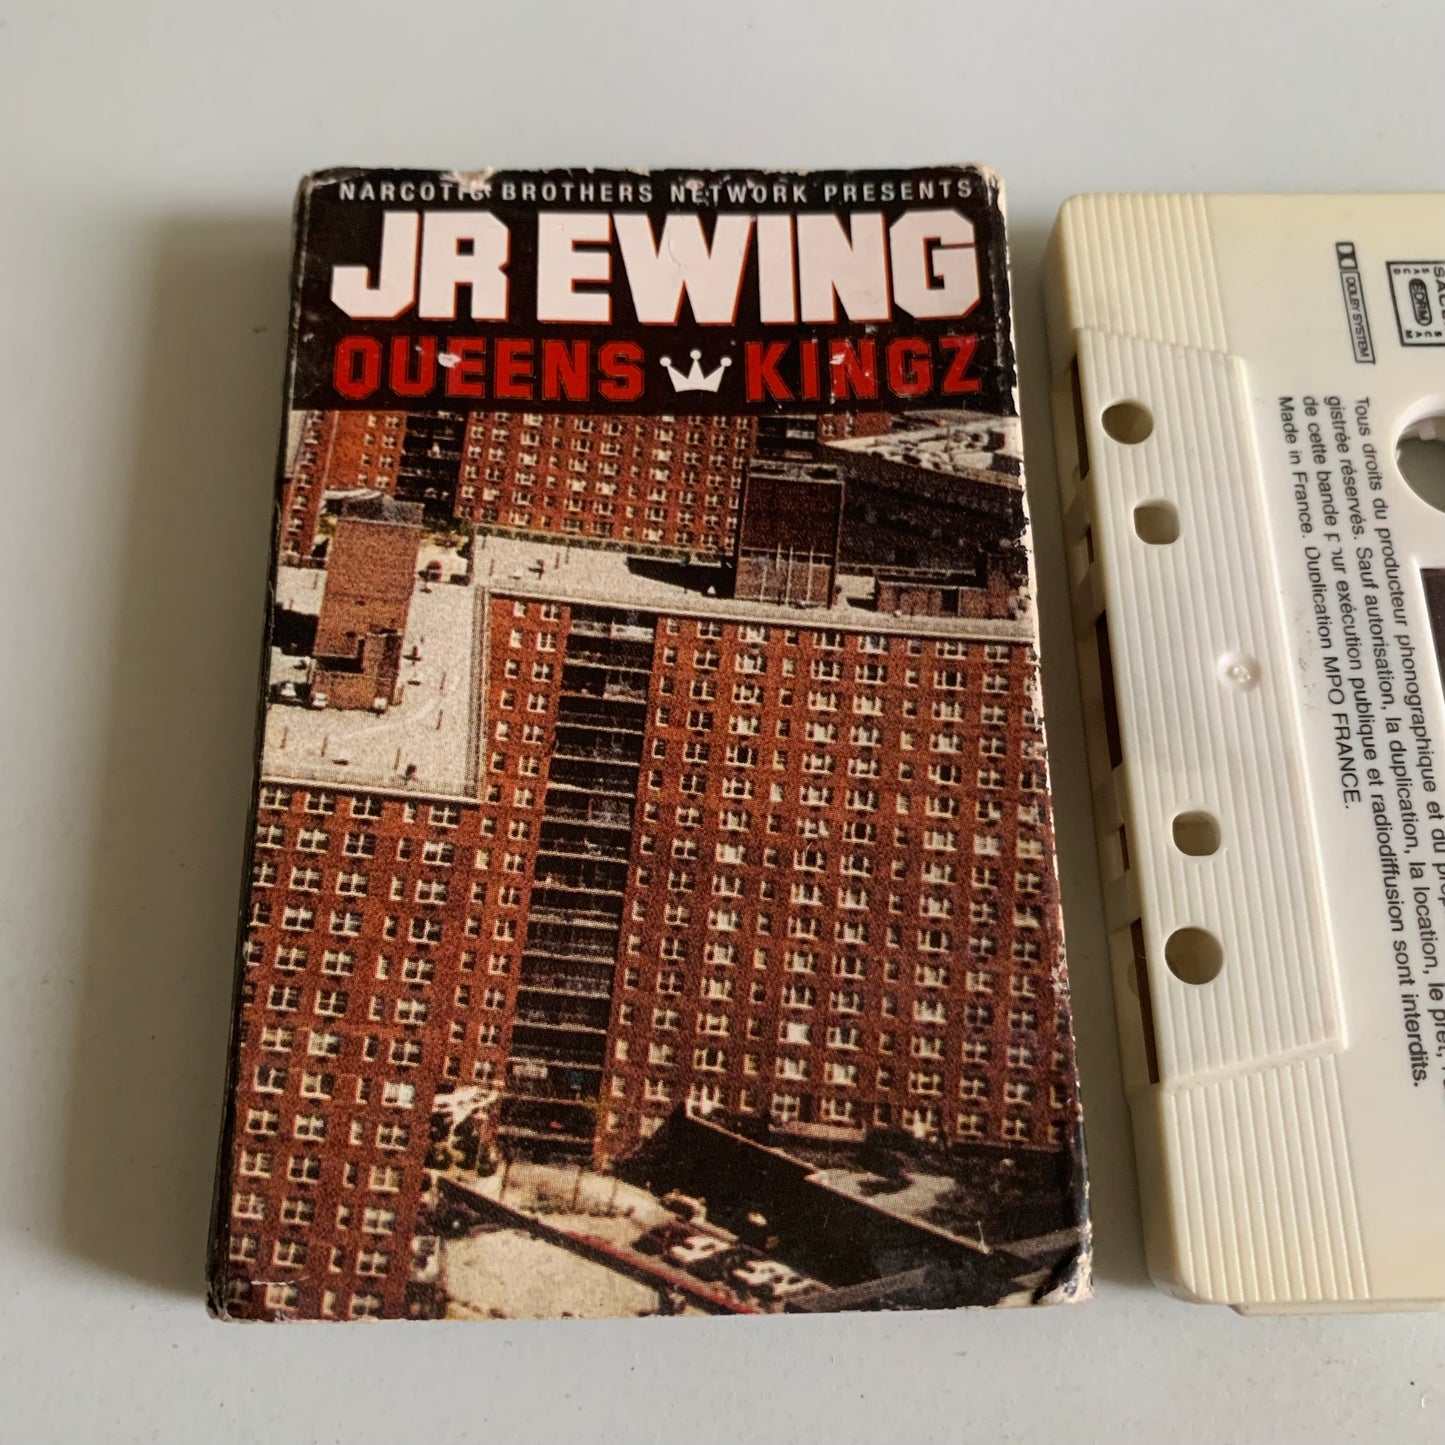 NARCOTIC BROTHERS NETWORK PRESENTS
JR EWING
QUEENS KINGZ
DOLBY SYSTEM
SDRM
Tous droits du producteur phonographique et du
gistrée réservés. Sauf autorisation, la duplication, la location, le prêt,
de cette bande pour exécution publique et radiodiffusion sont interdits.
Made in France. Duplication MPO FRANCE.